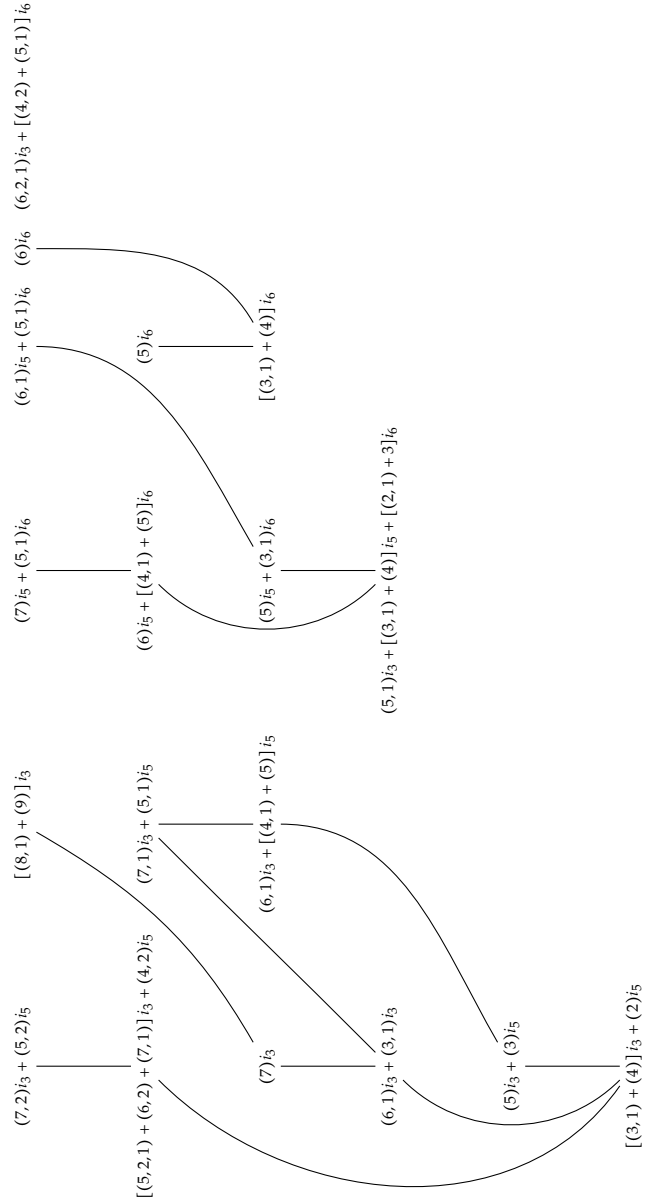 (7,2)i₃ + (5,2)i₅
[(8,1) + (9)] i₃
(7)i₅ + (5,1)i₆
(6,1)i₅ + (5,1)i₆
(6)i₆
(6,2,1)i₃ + [(4,2) + (5,1)] i₆
[(5,2,1) + (6,2) + (7,1)] i₃ + (4,2)i₅
(7,1)i₃ + (5,1)i₅
(6)i₅ + [(4,1) + (5)]i₆
(5)i₆
(7)i₃
(6,1)i₃ + [(4,1) + (5)] i₅
(5)i₅ + (3,1)i₆
[(3,1) + (4)] i₆
(6,1)i₃ + (3,1)i₃
(5,1)i₃ + [(3,1) + (4)] i₅ + [(2,1) + 3]i₆
(5)i₃ + (3)i₅
[(3,1) + (4)] i₃ + (2)i₅